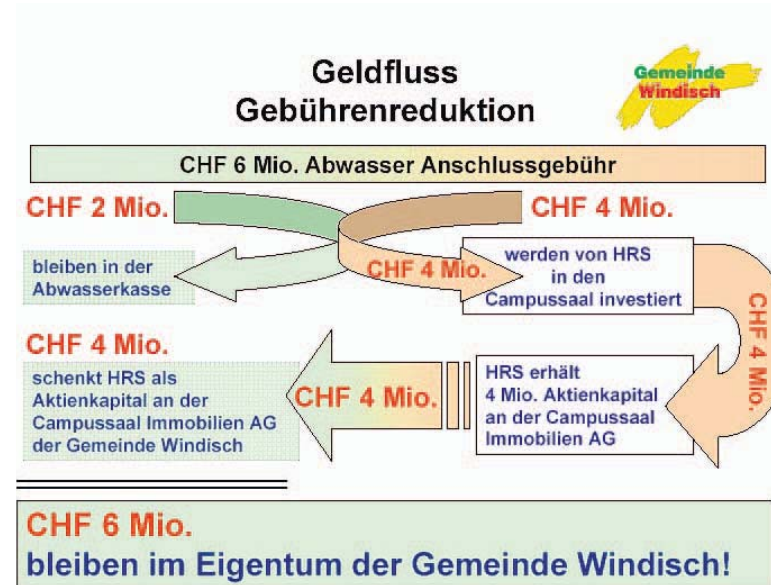 Geldfluss
Gebührenreduktion
Gemeinde
Windisch
CHF 6 Mio. Abwasser Anschlussgebühr
CHF 2 Mio.
CHF 4 Mio.
bleiben in der
Abwasserkasse
CHF 4 Mio.
werden von HRS
in den
Campussaal investiert
CHF 4 Mio.
CHF 4 Mio.
schenkt HRS als
Aktienkapital an der
Campussaal Immobilien AG
der Gemeinde Windisch
CHF 4 Mio.
HRS erhält
4 Mio. Aktienkapital
an der Campussaal
Immobilien AG
CHF 6 Mio.
bleiben im Eigentum der Gemeinde Windisch!